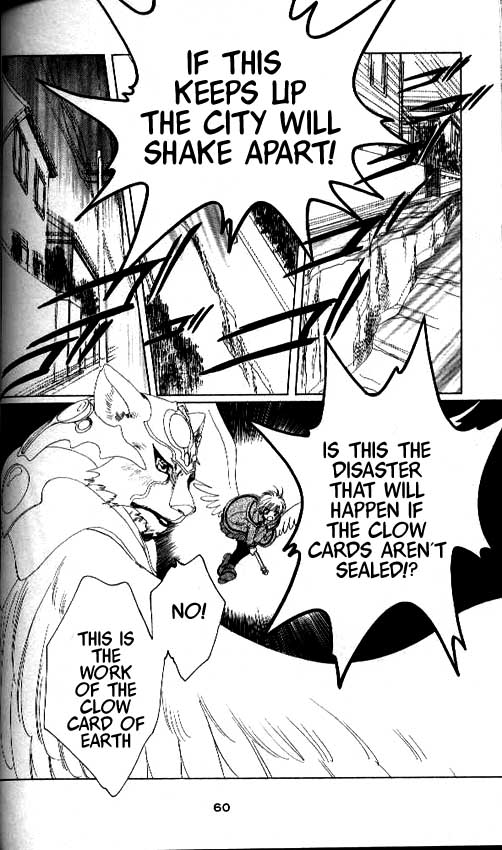 IF THIS
KEEPS UP
THE CITY WILL
SHAKE APART!
IS THIS THE
DISASTER
THAT WILL
HAPPEN IF
THE CLOW
CARDS AREN'T
SEALED!?
NO!
THIS IS
THE
WORK
OF THE
CLOW
CARD OF
EARTH
60